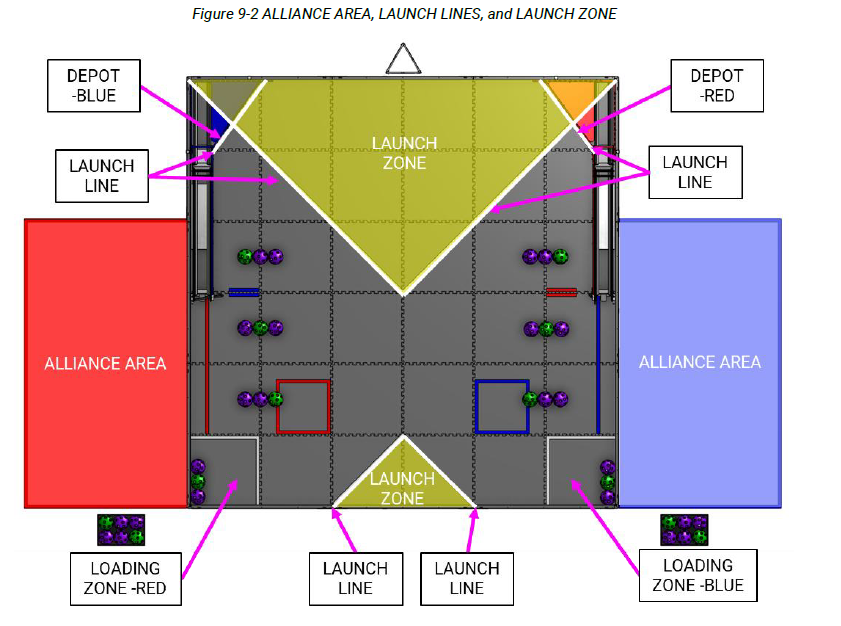 Figure 9-2 ALLIANCE AREA, LAUNCH LINES, and LAUNCH ZONE
DEPOT
-BLUE
DEPOT
-RED
LAUNCH
ZONE
LAUNCH
LINE
LAUNCH
LINE
ALLIANCE AREA
ALLIANCE AREA
LAUNCH
ZONE
LOADING
ZONE -RED
LAUNCH
LINE
LAUNCH
LINE
LOADING
ZONE -BLUE